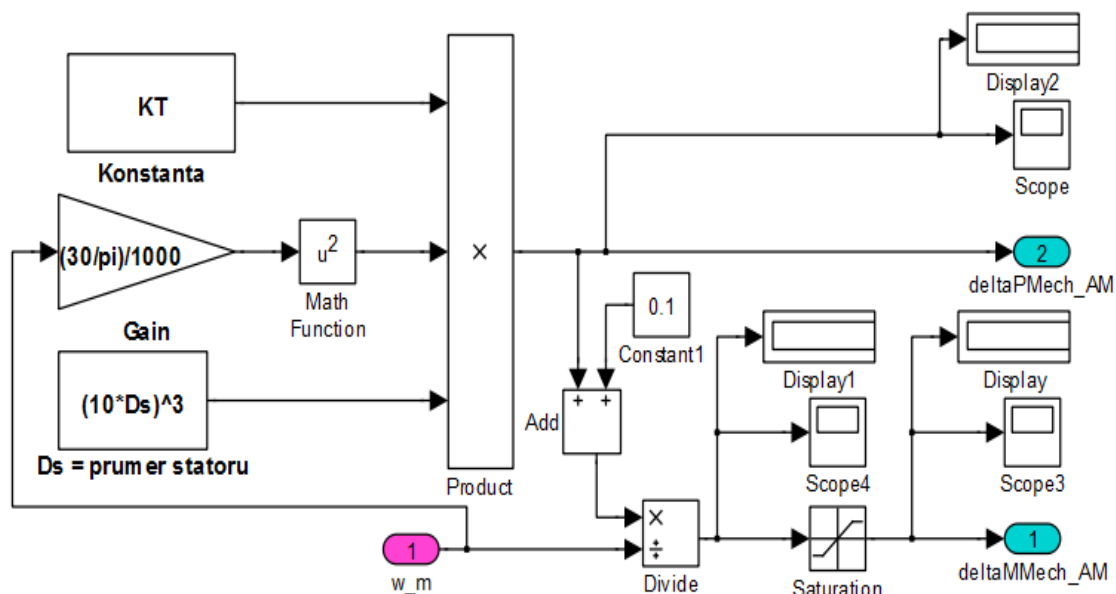 KT
Konstanta
(30/pi)/1000
Gain
u²
Math
Function
(10*Ds)^3
Ds = prumer statoru
×
Product
Display2
Scope
2
deltaPMech_AM
0.1
Constant1
+ +
Add
Display1
Display
Scope4
Scope3
×
÷
Divide
Saturation
1
deltaMMech_AM
1
w_m